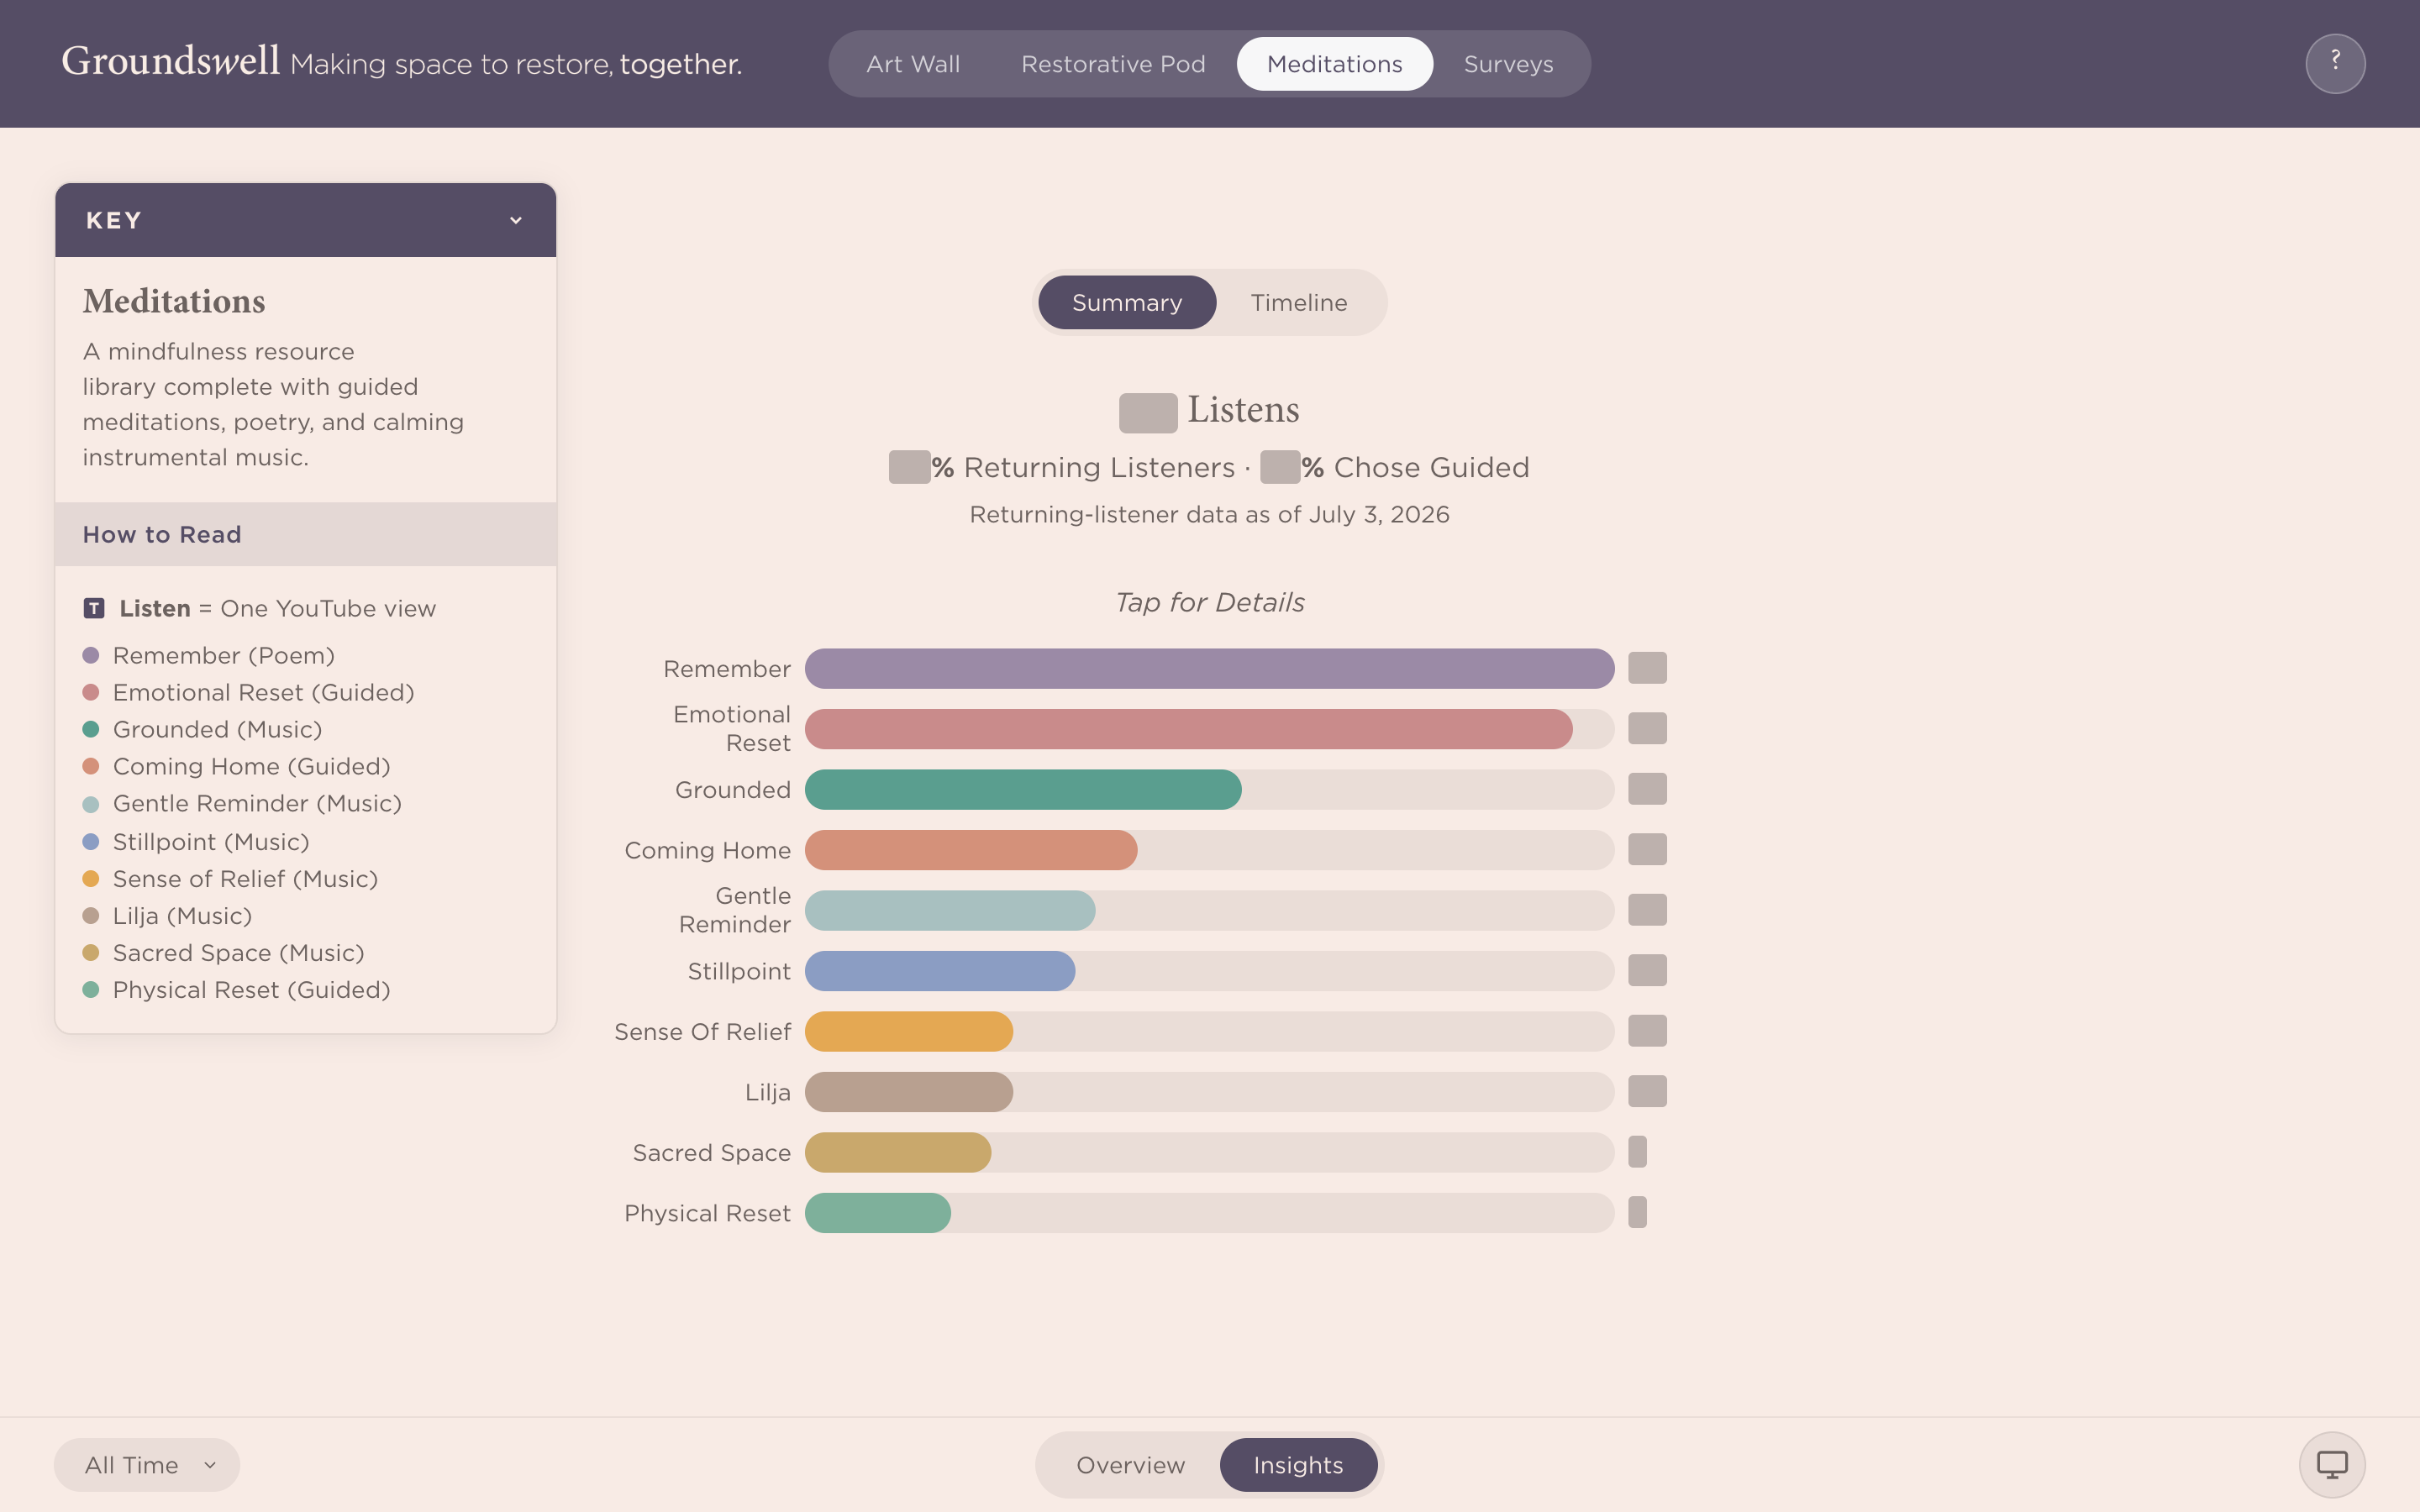 Groundswell Making space to restore, together.
Art Wall
Restorative Pod
Meditations
Surveys
?
KEY
Meditations
A mindfulness resource
library complete with guided
meditations, poetry, and calming
instrumental music.
How to Read
T Listen = One YouTube view
Remember (Poem)
Emotional Reset (Guided)
Grounded (Music)
Coming Home (Guided)
Gentle Reminder (Music)
Stillpoint (Music)
Sense of Relief (Music)
Lilja (Music)
Sacred Space (Music)
Physical Reset (Guided)
Summary
Timeline
Listens
% Returning Listeners · % Chose Guided
Returning-listener data as of July 3, 2026
Tap for Details
Remember
Emotional
Reset
Grounded
Coming Home
Gentle
Reminder
Stillpoint
Sense Of Relief
Lilja
Sacred Space
Physical Reset
All Time
Overview
Insights